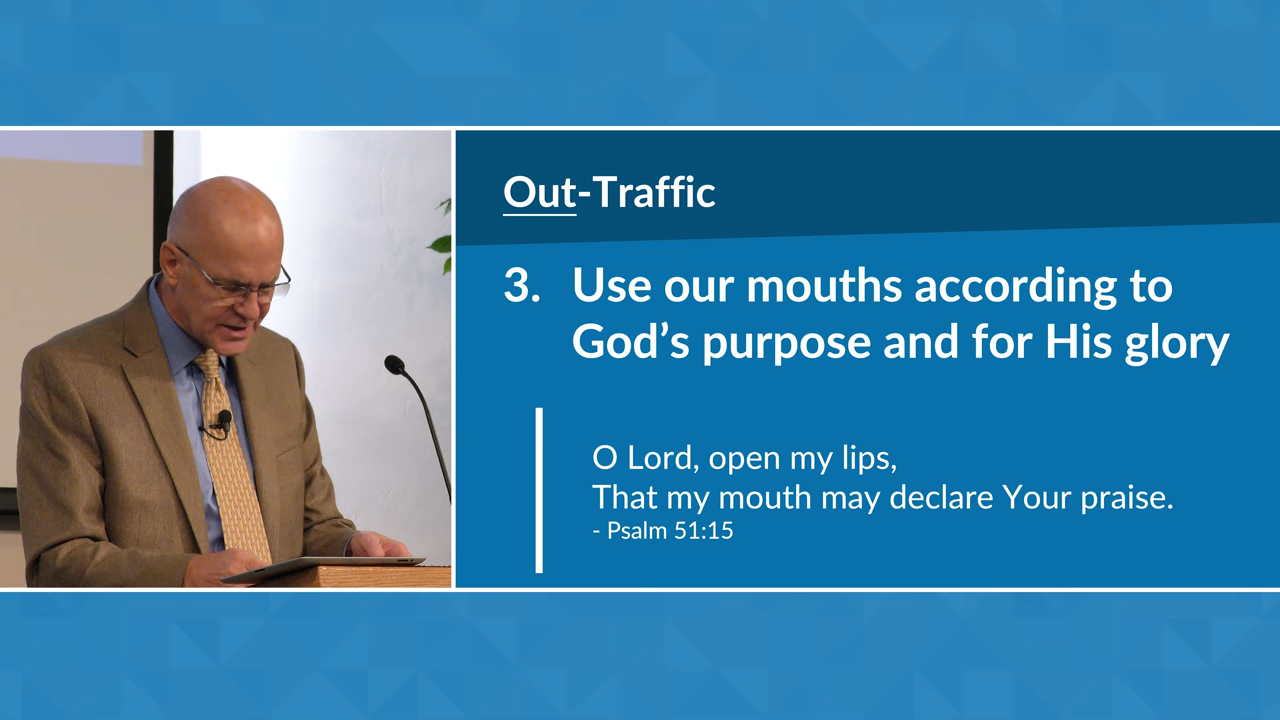 Out-Traffic
3. Use our mouths according to
God’s purpose and for His glory
O Lord, open my lips,
That my mouth may declare Your praise.
- Psalm 51:15